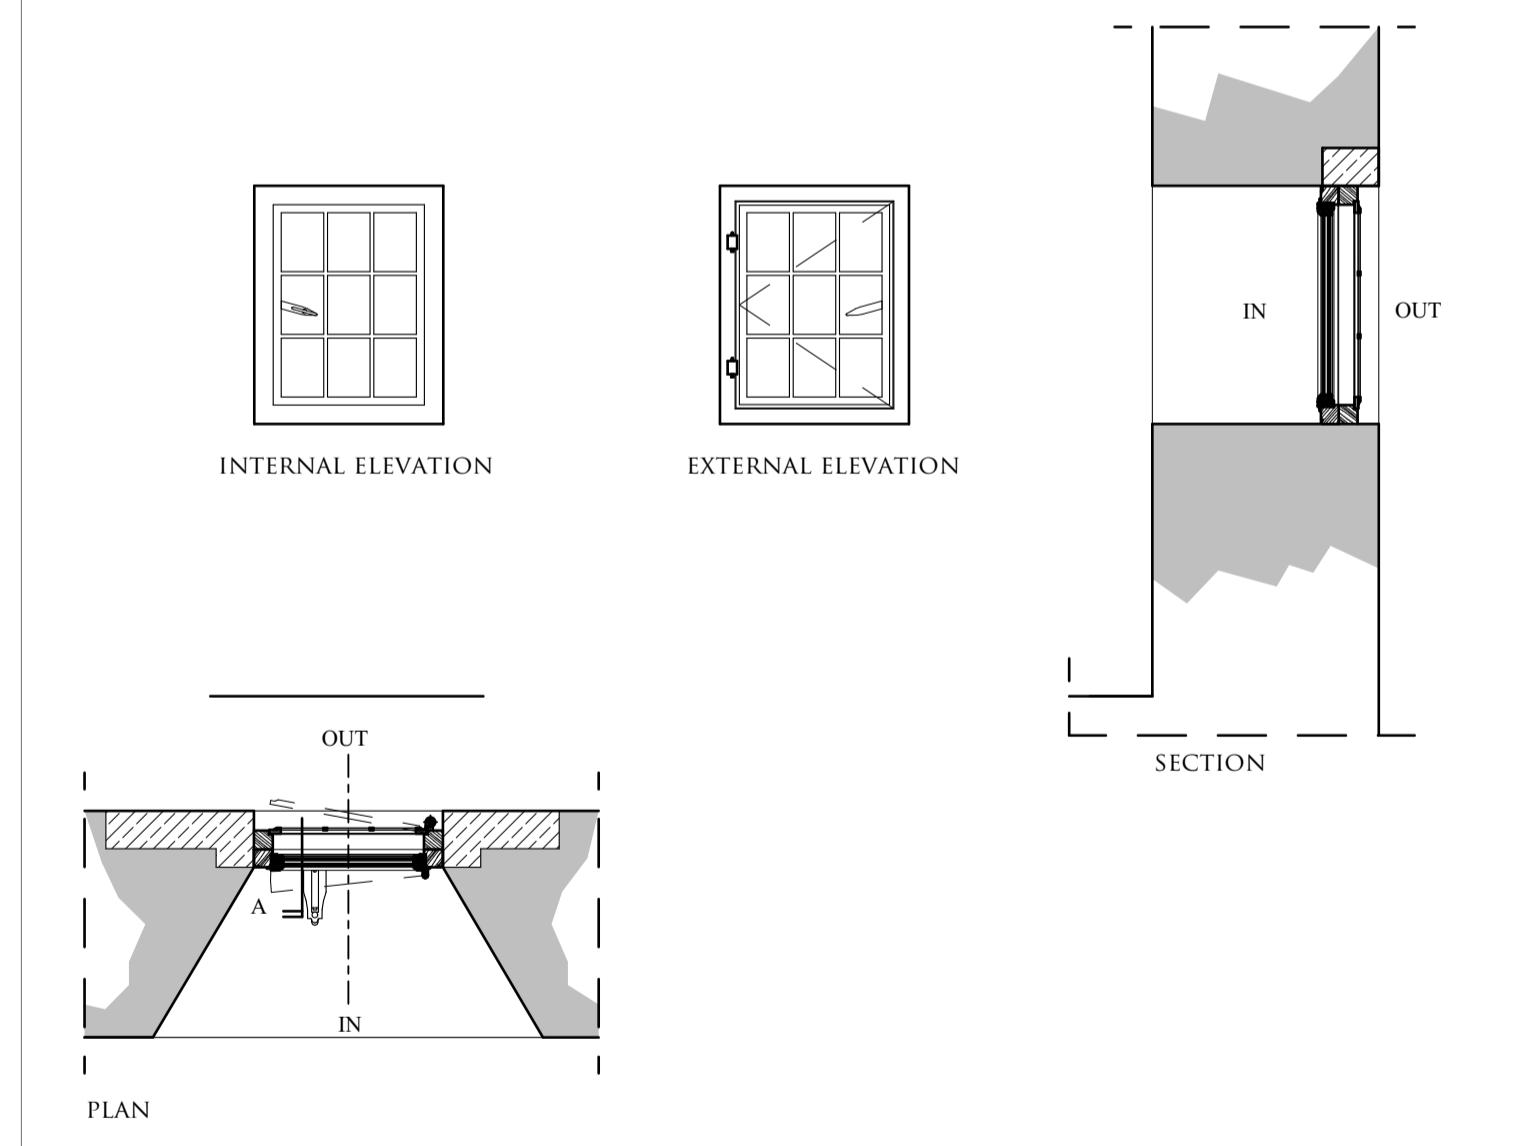 INTERNAL ELEVATION
EXTERNAL ELEVATION
IN
OUT
SECTION
OUT
A
IN
PLAN